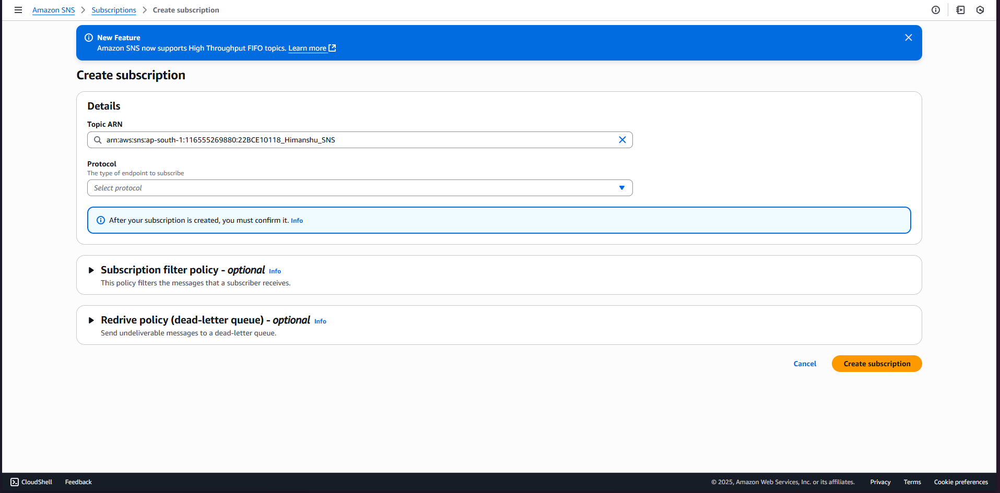 Amazon SNS > Subscriptions > Create subscription
New Feature
Amazon SNS now supports High Throughput FIFO topics. Learn more
Create subscription
Details
Topic ARN
arn:aws:sns:ap-south-1:116555269880:22BCE10118_Himanshu_SNS
Protocol
The type of endpoint to subscribe
Select protocol
After your subscription is created, you must confirm it. Info
Subscription filter policy - optional Info
This policy filters the messages that a subscriber receives.
Redrive policy (dead-letter queue) - optional Info
Send undeliverable messages to a dead-letter queue.
Cancel Create subscription
CloudShell Feedback © 2025, Amazon Web Services, Inc. or its affiliates. Privacy Terms Cookie preferences